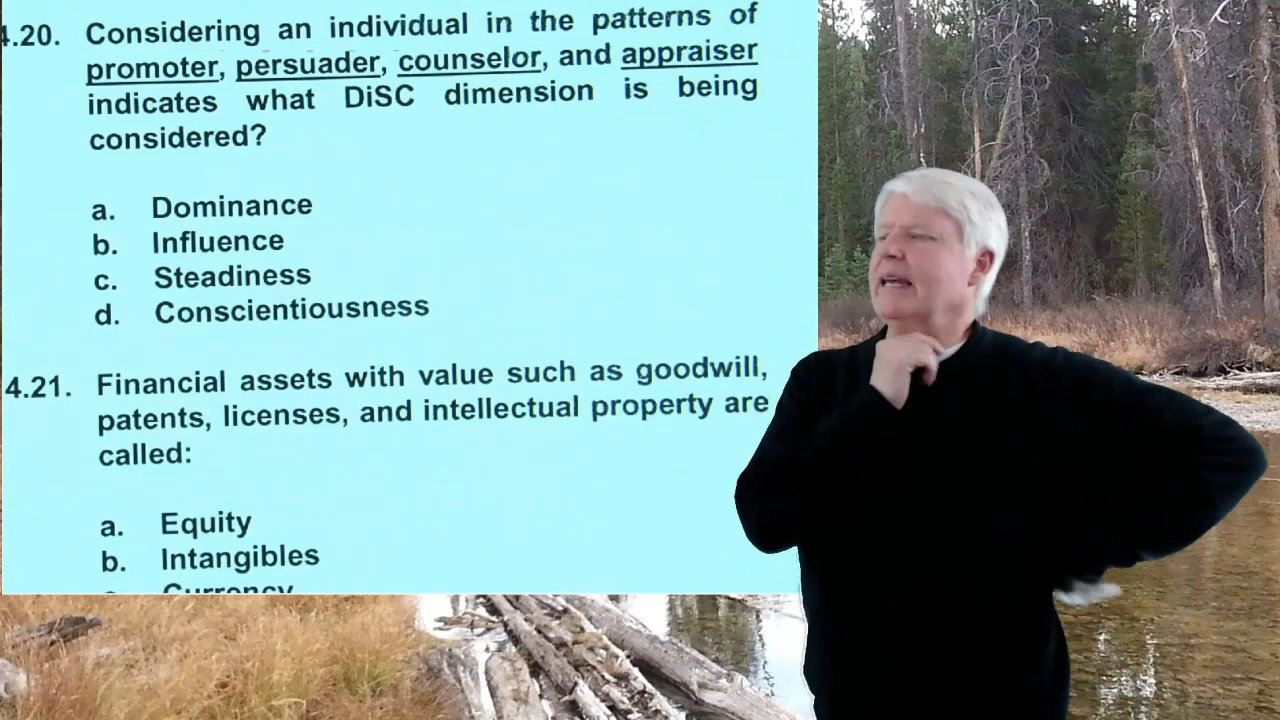 4.20. Considering an individual in the patterns of
promoter, persuader, counselor, and appraiser
indicates what DiSC dimension is being
considered?
a. Dominance
b. Influence
c. Steadiness
d. Conscientiousness
4.21. Financial assets with value such as goodwill,
patents, licenses, and intellectual property are
called:
a. Equity
b. Intangibles
Currency